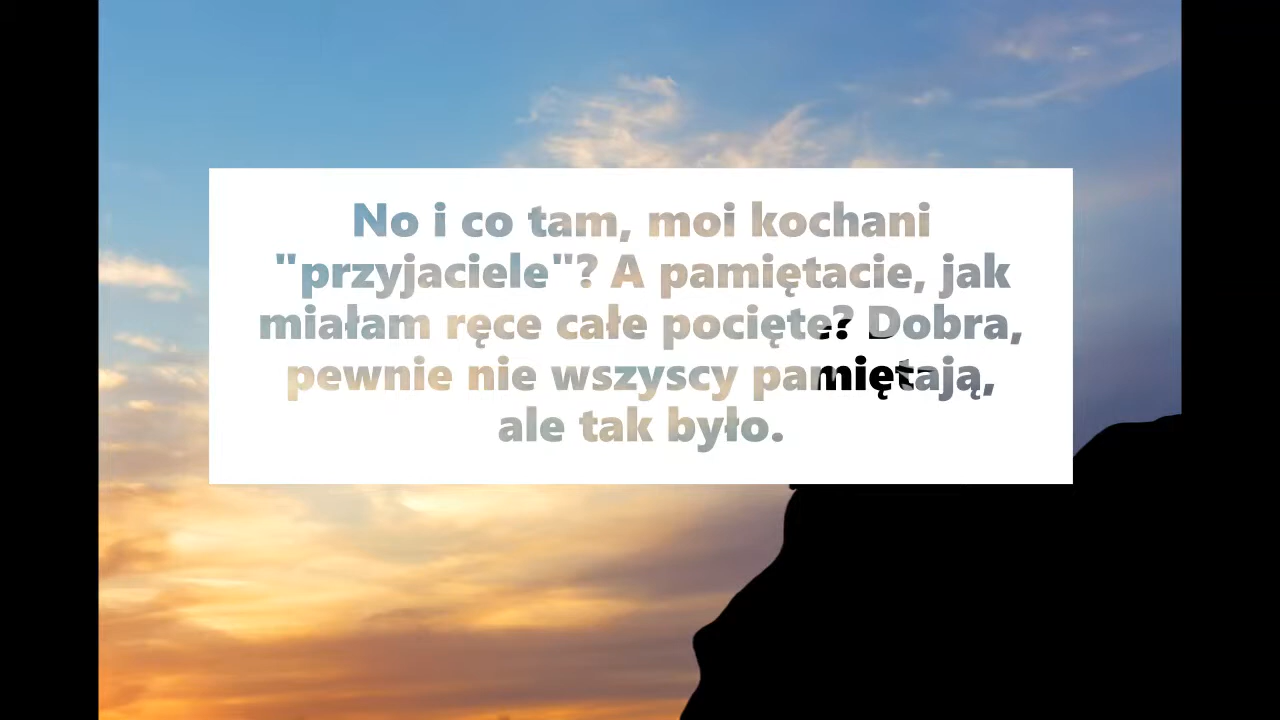 No i co tam, moi kochani
"przyjaciele"? A pamiętacie, jak
miałam ręce całe pocięte? Dobra,
pewnie nie wszyscy pamiętają,
ale tak było.